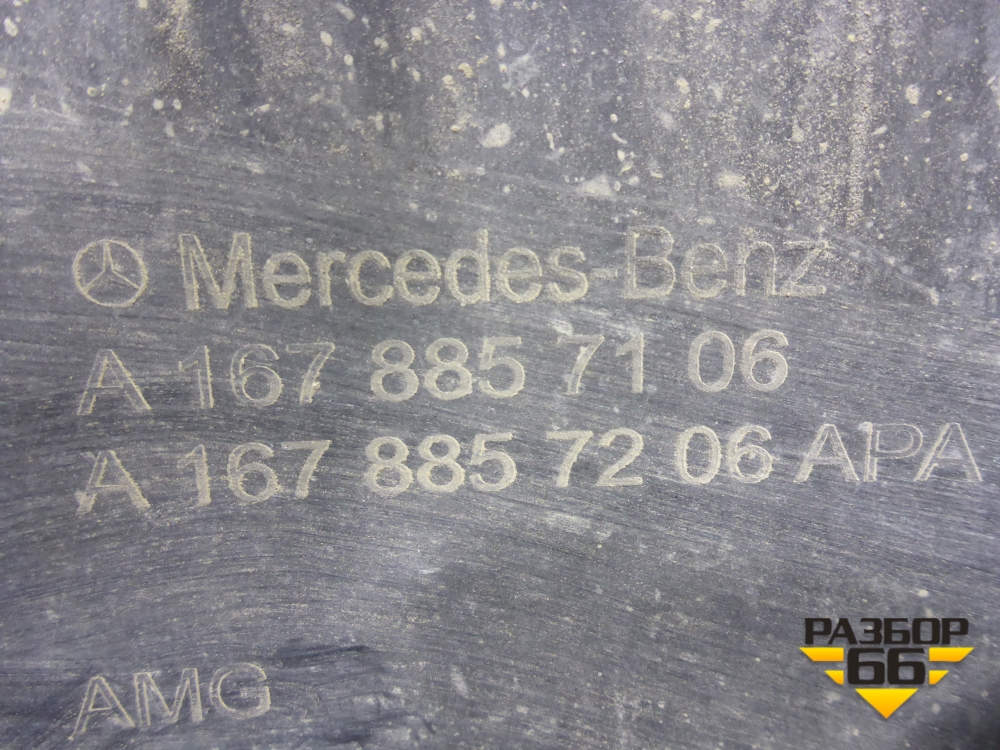 Mercedes-Benz
A 167 885 71 06
A 167 885 72 06 APA
AMG
РАЗБОР
66